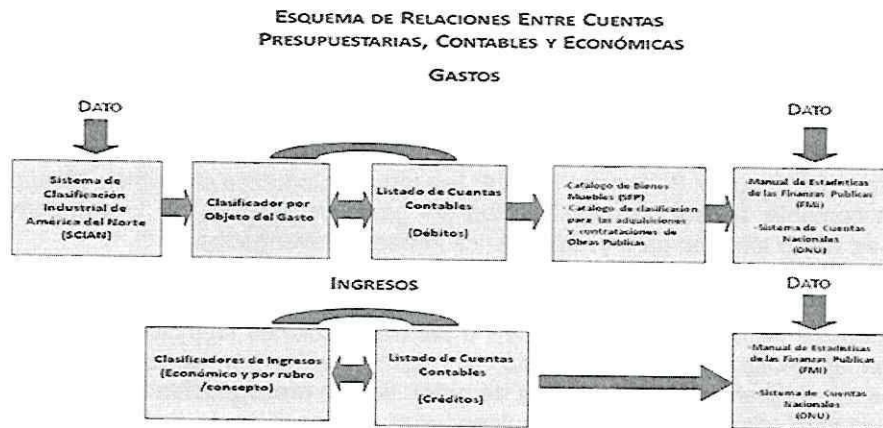 ESQUEMA DE RELACIONES ENTRE CUENTAS
PRESUPUESTARIAS, CONTABLES Y ECONÓMICAS
GASTOS
DATO
DATO
Sistema de
Clasificación
Industrial de
América del Norte
(SCIAN)
Clasificador por
Objeto del Gasto
Listado de Cuentas
Contables
(Débitos)
-Catalogo de Bienes
Muebles (SFP)
- Catalogo de clasificación
para las adquisiciones
y contrataciones de
Obras Publicas
-Manual de Estadísticas
de las Finanzas Publicas
(FMI)
-Sistema de Cuentas
Nacionales
(ONU)
INGRESOS
DATO
Clasificadores de Ingresos
(Económico y por rubro
/concepto)
Listado de Cuentas
Contables
(Créditos)
-Manual de Estadísticas
de las Finanzas Publicas
(FMI)
-Sistema de Cuentas
Nacionales
(ONU)